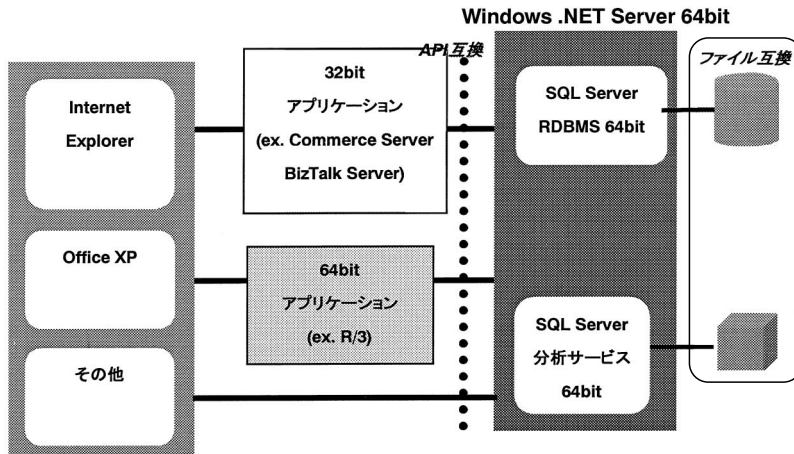 Windows .NET Server 64bit
API互換
ファイル互換
Internet
Explorer
Office XP
その他
32bit
アプリケーション
(ex. Commerce Server
BizTalk Server)
64bit
アプリケーション
(ex. R/3)
SQL Server
RDBMS 64bit
SQL Server
分析サービス
64bit